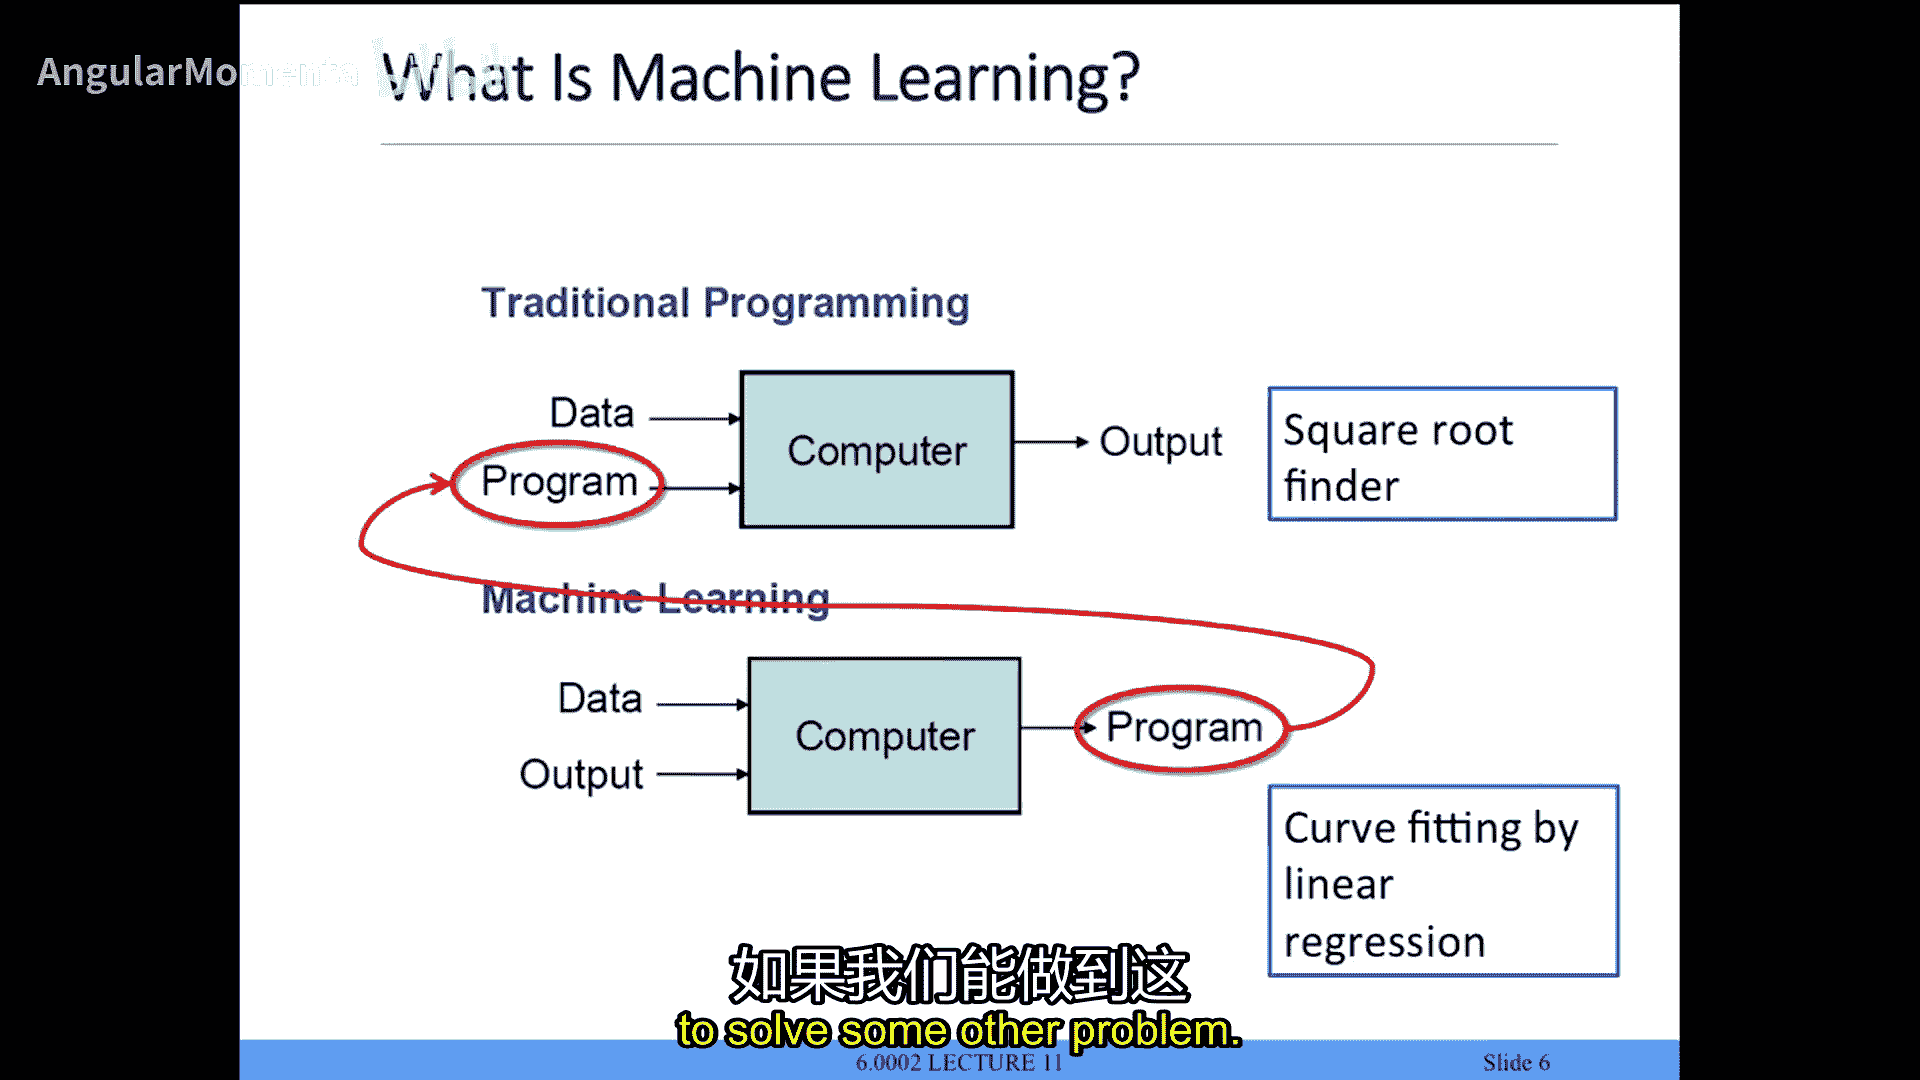 AngularMomenta
What Is Machine Learning?
Traditional Programming
Data
Program
Computer
Output
Square root
finder
Machine Learning
Data
Output
Computer
Program
Curve fitting by
linear
regression
如果我们能做到这
to solve some other problem.
6.0002 LECTURE 11
Slide 6